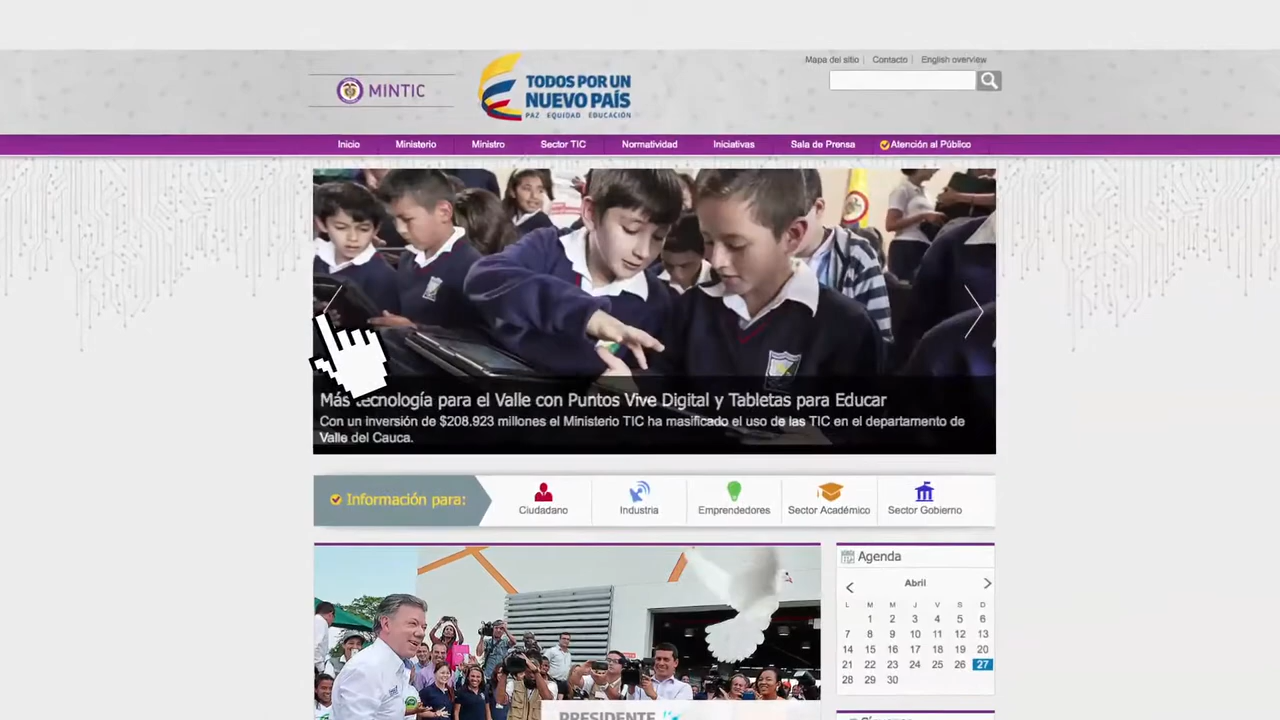 Mapa del sitio
Contacto
English overview
MINTIC
TODOS POR UN
NUEVO PAÍS
PAZ EQUIDAD EDUCACIÓN
Inicio
Ministerio
Ministro
Sector TIC
Normatividad
Iniciativas
Sala de Prensa
Atención al Público
Más tecnología para el Valle con Puntos Vive Digital y Tabletas para Educar
Con un inversión de $208.923 millones el Ministerio TIC ha masificado el uso de las TIC en el departamento de
Valle del Cauca.
Información para:
Ciudadano
Industria
Emprendedores
Sector Académico
Sector Gobierno
Agenda
Abril
L M M J V S D
1 2 3 4 5 6
7 8 9 10 11 12 13
14 15 16 17 18 19 20
21 22 23 24 25 26 27
28 29 30
PRESIDENTE